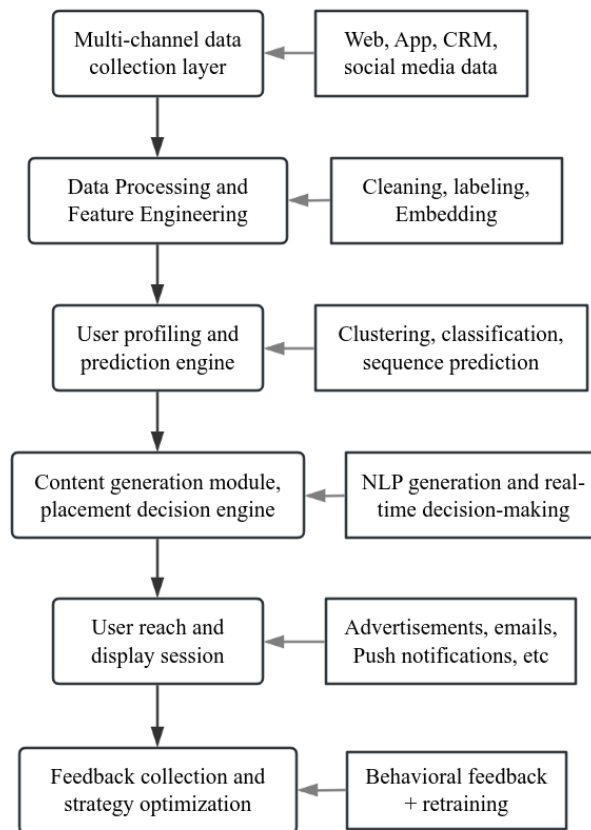 Multi-channel data
collection layer
Web, App, CRM,
social media data
Data Processing and
Feature Engineering
Cleaning, labeling,
Embedding
User profiling and
prediction engine
Clustering, classification,
sequence prediction
Content generation module,
placement decision engine
NLP generation and real-
time decision-making
User reach and
display session
Advertisements, emails,
Push notifications, etc
Feedback collection and
strategy optimization
Behavioral feedback
+ retraining